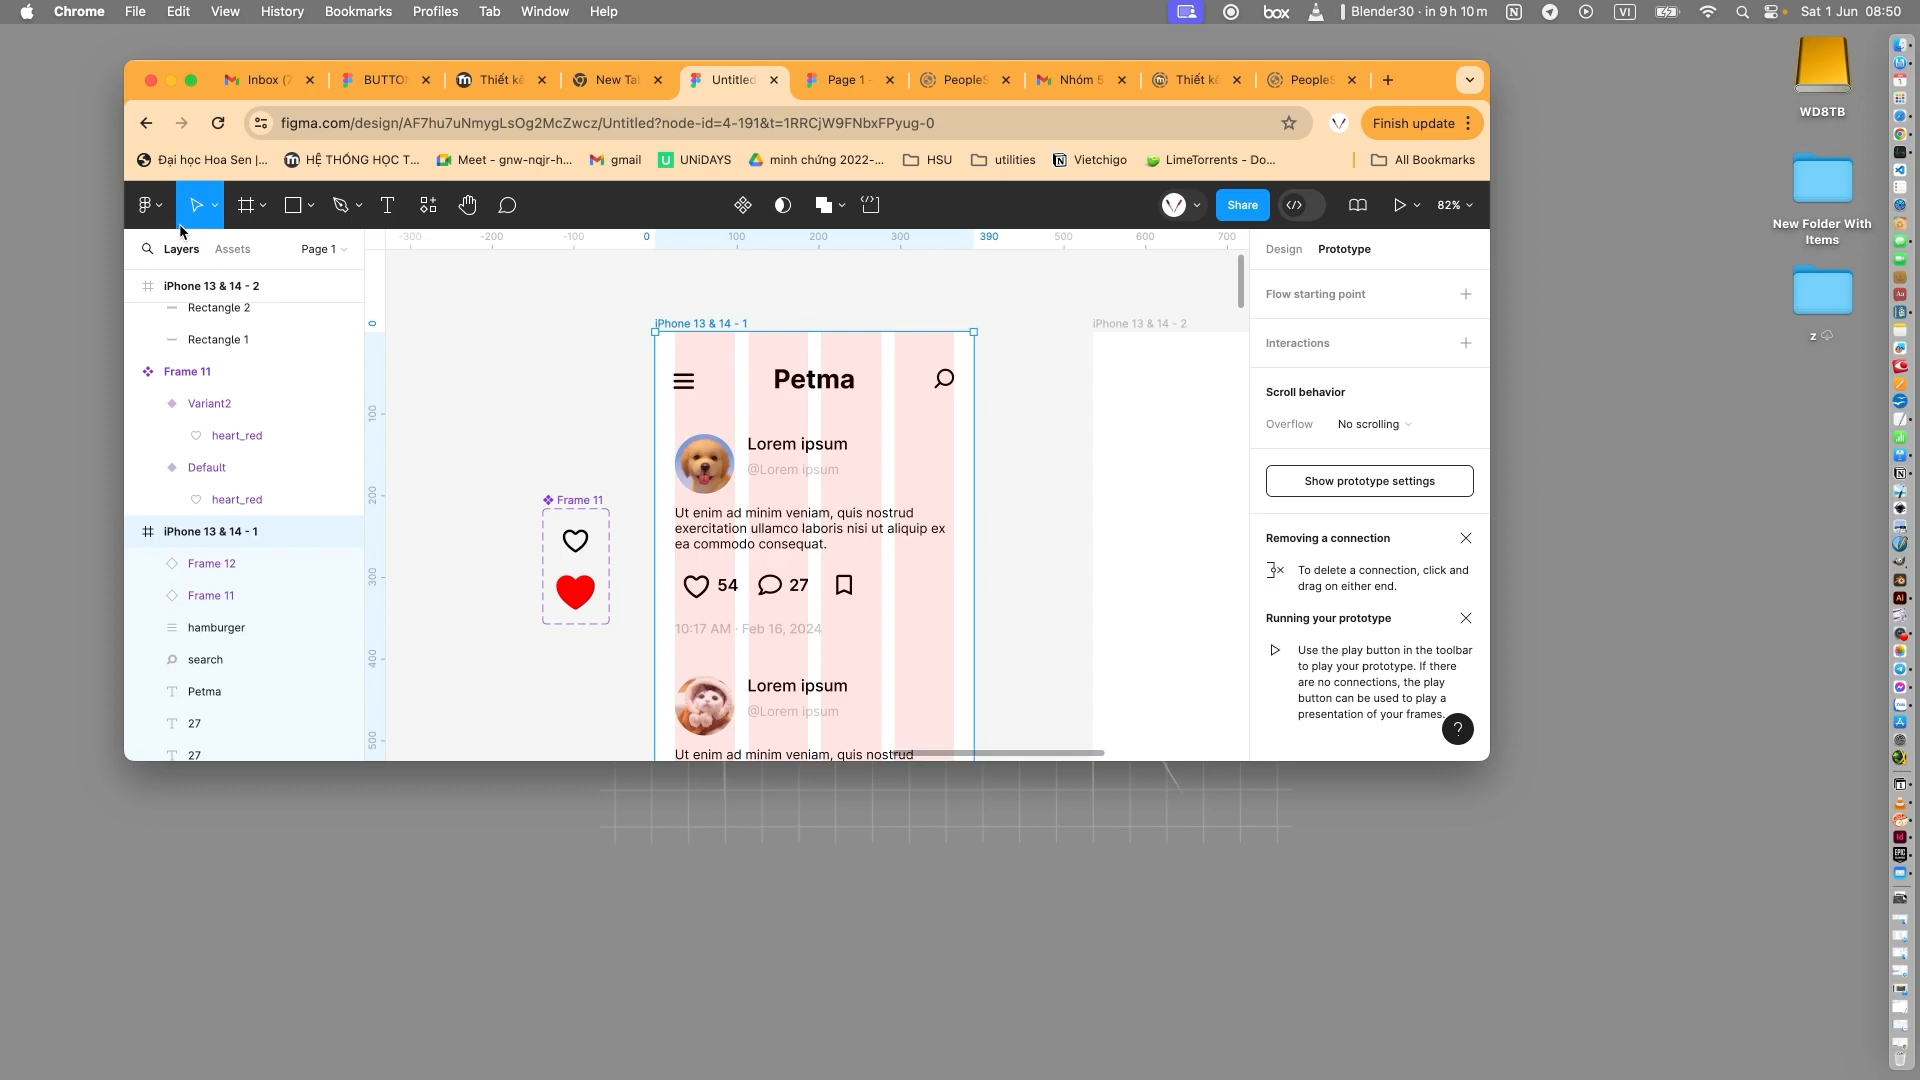 Chrome File Edit View History Bookmarks Profiles Tab Window Help
box Blender30 · in 9 h 10 m VI Sat 1 Jun 08:50
Inbox (7 BUTTO Thiết kế New Ta Untitled Page 1 - PeopleS Nhóm 5 Thiết kế PeopleS
figma.com/design/AF7hu7uNmygLsOg2McZwcz/Untitled?node-id=4-191&t=1RRCjW9FNbxFPyug-0
Finish update
Đại học Hoa Sen |... HỆ THỐNG HỌC T... Meet - gnw-nqjr-h... gmail UNiDAYS minh chứng 2022-... HSU utilities Vietchigo LimeTorrents - Do... All Bookmarks
Share 82%
Layers Assets Page 1
iPhone 13 & 14 - 2
Rectangle 2
Rectangle 1
Frame 11
Variant2
heart_red
Default
heart_red
iPhone 13 & 14 - 1
Frame 12
Frame 11
hamburger
search
Petma
27
27
-300 -200 -100 0 100 200 300 390 500 600 700
0
100
200
300
400
500
iPhone 13 & 14 - 1
iPhone 13 & 14 - 2
Petma
Lorem ipsum
@Lorem ipsum
Frame 11
Ut enim ad minim veniam, quis nostrud
exercitation ullamco laboris nisi ut aliquip ex
ea commodo consequat.
54 27
10:17 AM · Feb 16, 2024
Lorem ipsum
@Lorem ipsum
Ut enim ad minim veniam, quis nostrud
Design Prototype
Flow starting point
Interactions
Scroll behavior
Overflow No scrolling
Show prototype settings
Removing a connection
To delete a connection, click and
drag on either end.
Running your prototype
Use the play button in the toolbar
to play your prototype. If there
are no connections, the play
button can be used to play a
presentation of your frames.
?
WD8TB
New Folder With
Items
z